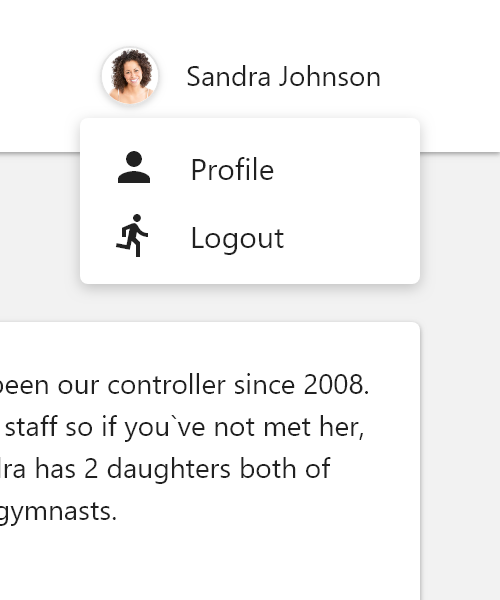 Sandra Johnson
Profile
Logout
been our controller since 2008.
staff so if you`ve not met her,
has 2 daughters both of
gymnasts.